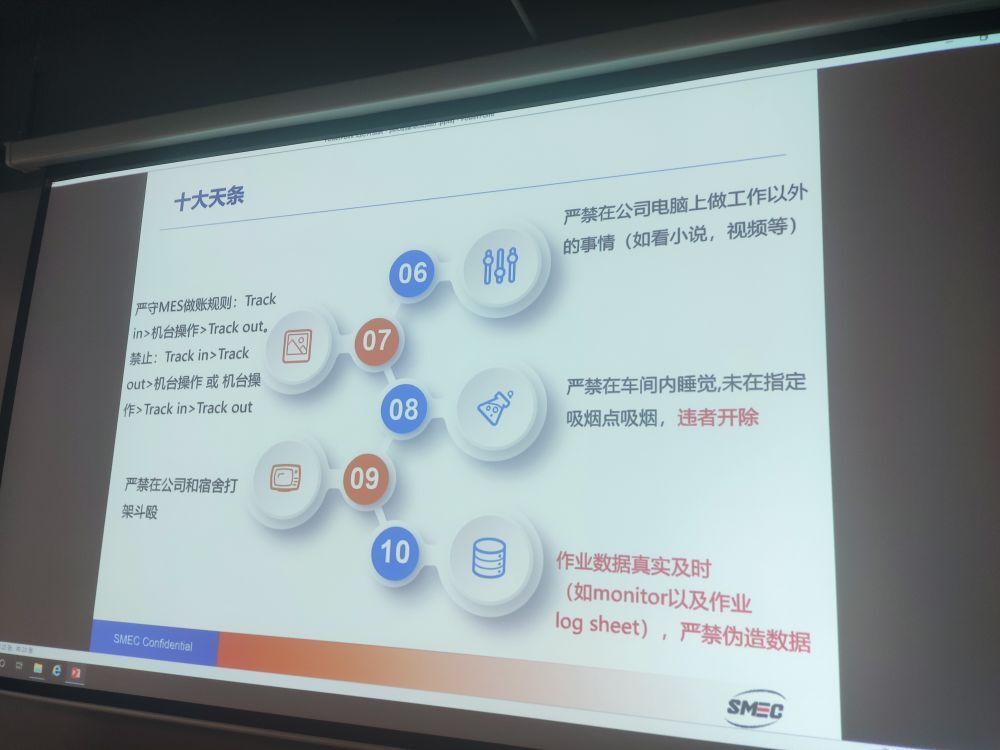 十大天条
06
严禁在公司电脑上做工作以外
的事情（如看小说，视频等）
严守MES做账规则：Track
in>机台操作>Track out。
禁止：Track in>Track
out>机台操作 或 机台操
作>Track in>Track out
07
08
严禁在车间内睡觉,未在指定
吸烟点吸烟，违者开除
严禁在公司和宿舍打
架斗殴
09
10
作业数据真实及时
（如monitor以及作业
log sheet），严禁伪造数据
SMEC Confidential
SMEC